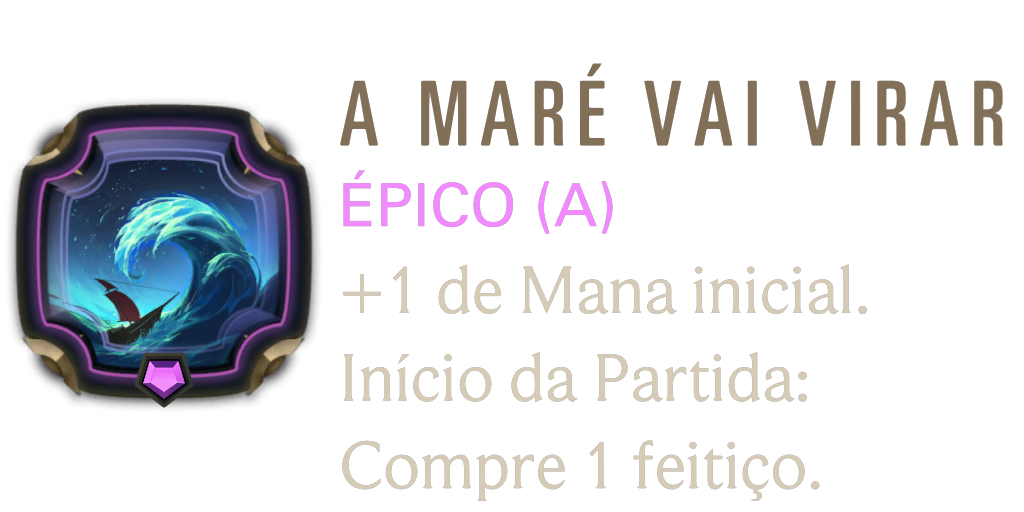 A MARÉ VAI VIRAR
ÉPICO (A)
+1 de Mana inicial.
Início da Partida:
Compre 1 feitiço.